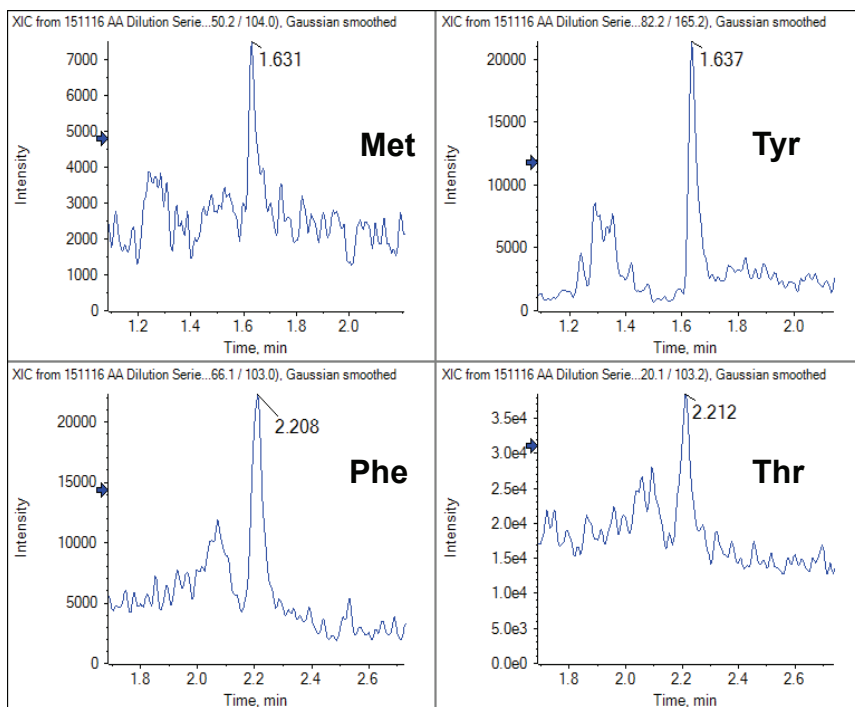 XIC from 151116 AA Dilution Serie...50.2 / 104.0), Gaussian smoothed
7000
6000
5000
4000
3000
2000
1000
0
Intensity
1.631
Met
1.2
1.4
1.6
1.8
2.0
Time, min
XIC from 151116 AA Dilution Serie...82.2 / 165.2), Gaussian smoothed
20000
15000
10000
5000
0
Intensity
1.637
Tyr
1.2
1.4
1.6
1.8
2.0
Time, min
XIC from 151116 AA Dilution Serie...66.1 / 103.0), Gaussian smoothed
20000
15000
10000
5000
0
Intensity
2.208
Phe
1.8
2.0
2.2
2.4
2.6
Time, min
XIC from 151116 AA Dilution Serie...20.1 / 103.2), Gaussian smoothed
3.5e4
3.0e4
2.5e4
2.0e4
1.5e4
1.0e4
5.0e3
0.0e0
Intensity
2.212
Thr
1.8
2.0
2.2
2.4
2.6
Time, min